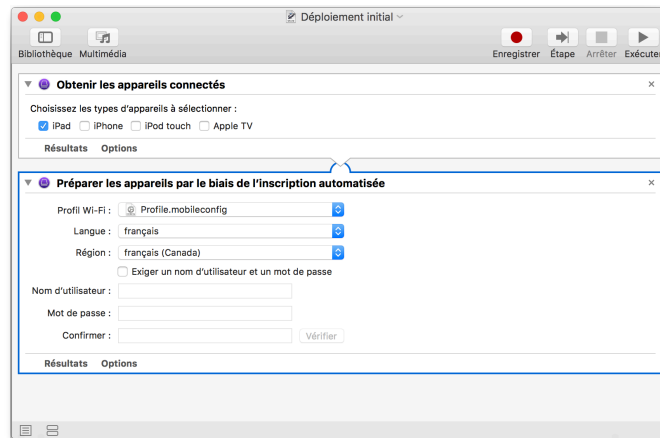 Déploiement initial
Bibliothèque Multimédia Enregistrer Étape Arrêter Exécuter
Obtenir les appareils connectés
Choisissez les types d'appareils à sélectionner :
iPad iPhone iPod touch Apple TV
Résultats Options
Préparer les appareils par le biais de l'inscription automatisée
Profil Wi-Fi : Profile.mobileconfig
Langue : français
Région : français (Canada)
Exiger un nom d'utilisateur et un mot de passe
Nom d'utilisateur :
Mot de passe :
Confirmer : Vérifier
Résultats Options